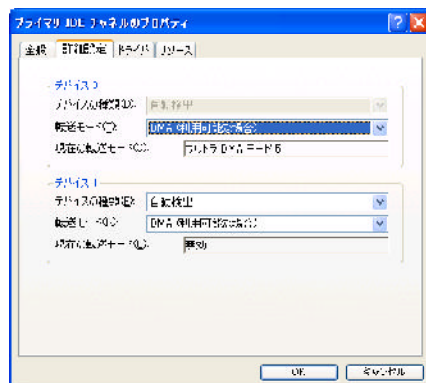 プライマリ IDE チャネルのプロパティ
全般 詳細設定 ドライバ リソース
デバイス 0
デバイスの種類(D): 自動検出
転送モード(T): DMA (利用可能な場合)
現在の転送モード(C): ウルトラ DMA モード 5
デバイス 1
デバイスの種類(E): 自動検出
転送モード(R): DMA (利用可能な場合)
現在の転送モード(U): 無効
OK キャンセル